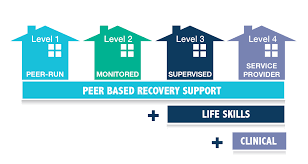 Level 1
Level 2
Level 3
Level 4
PEER-RUN
MONITORED
SUPERVISED
SERVICE
PROVIDER
PEER BASED RECOVERY SUPPORT
+ LIFE SKILLS
+ CLINICAL